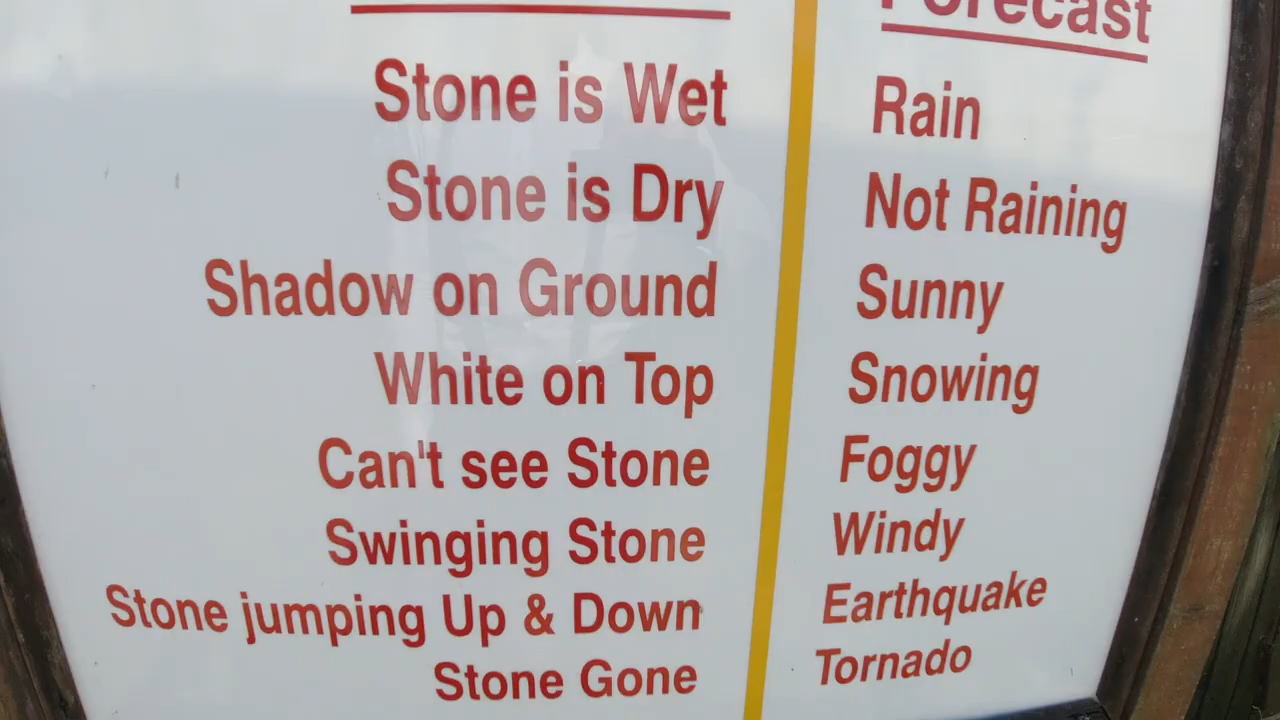 Forecast
Stone is Wet Rain
Stone is Dry Not Raining
Shadow on Ground Sunny
White on Top Snowing
Can't see Stone Foggy
Swinging Stone Windy
Stone jumping Up & Down Earthquake
Stone Gone Tornado